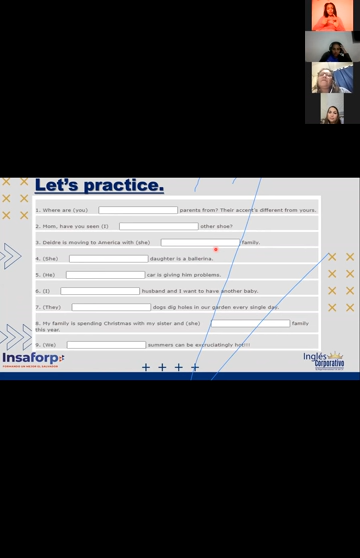 Let's practice.
1. Where are (you) parents from? Their accent's different from yours.
2. Mom, have you seen (I) other shoe?
3. Deidre is moving to America with (she) family.
4. (She) daughter is a ballerina.
5. (He) car is giving him problems.
6. (I) husband and I want to have another baby.
7. (They) dogs dig holes in our garden every single day.
8. My family is spending Christmas with my sister and (she) family
this year.
9. (We) summers can be excruciatingly hot!!!
Insaforp
Inglés
Corporativo